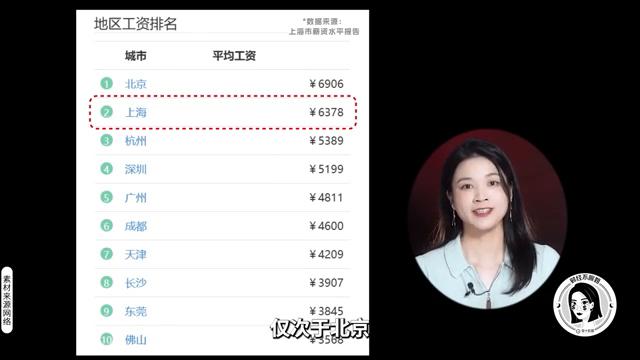 地区工资排名
*数据来源：
上海市薪资水平报告
城市 平均工资
1 北京 ￥6906
2 上海 ￥6378
3 杭州 ￥5389
4 深圳 ￥5199
5 广州 ￥4811
6 成都 ￥4600
7 天津 ￥4209
8 长沙 ￥3907
9 东莞 ￥3845
10 佛山
仅次于北京
素材来源网络